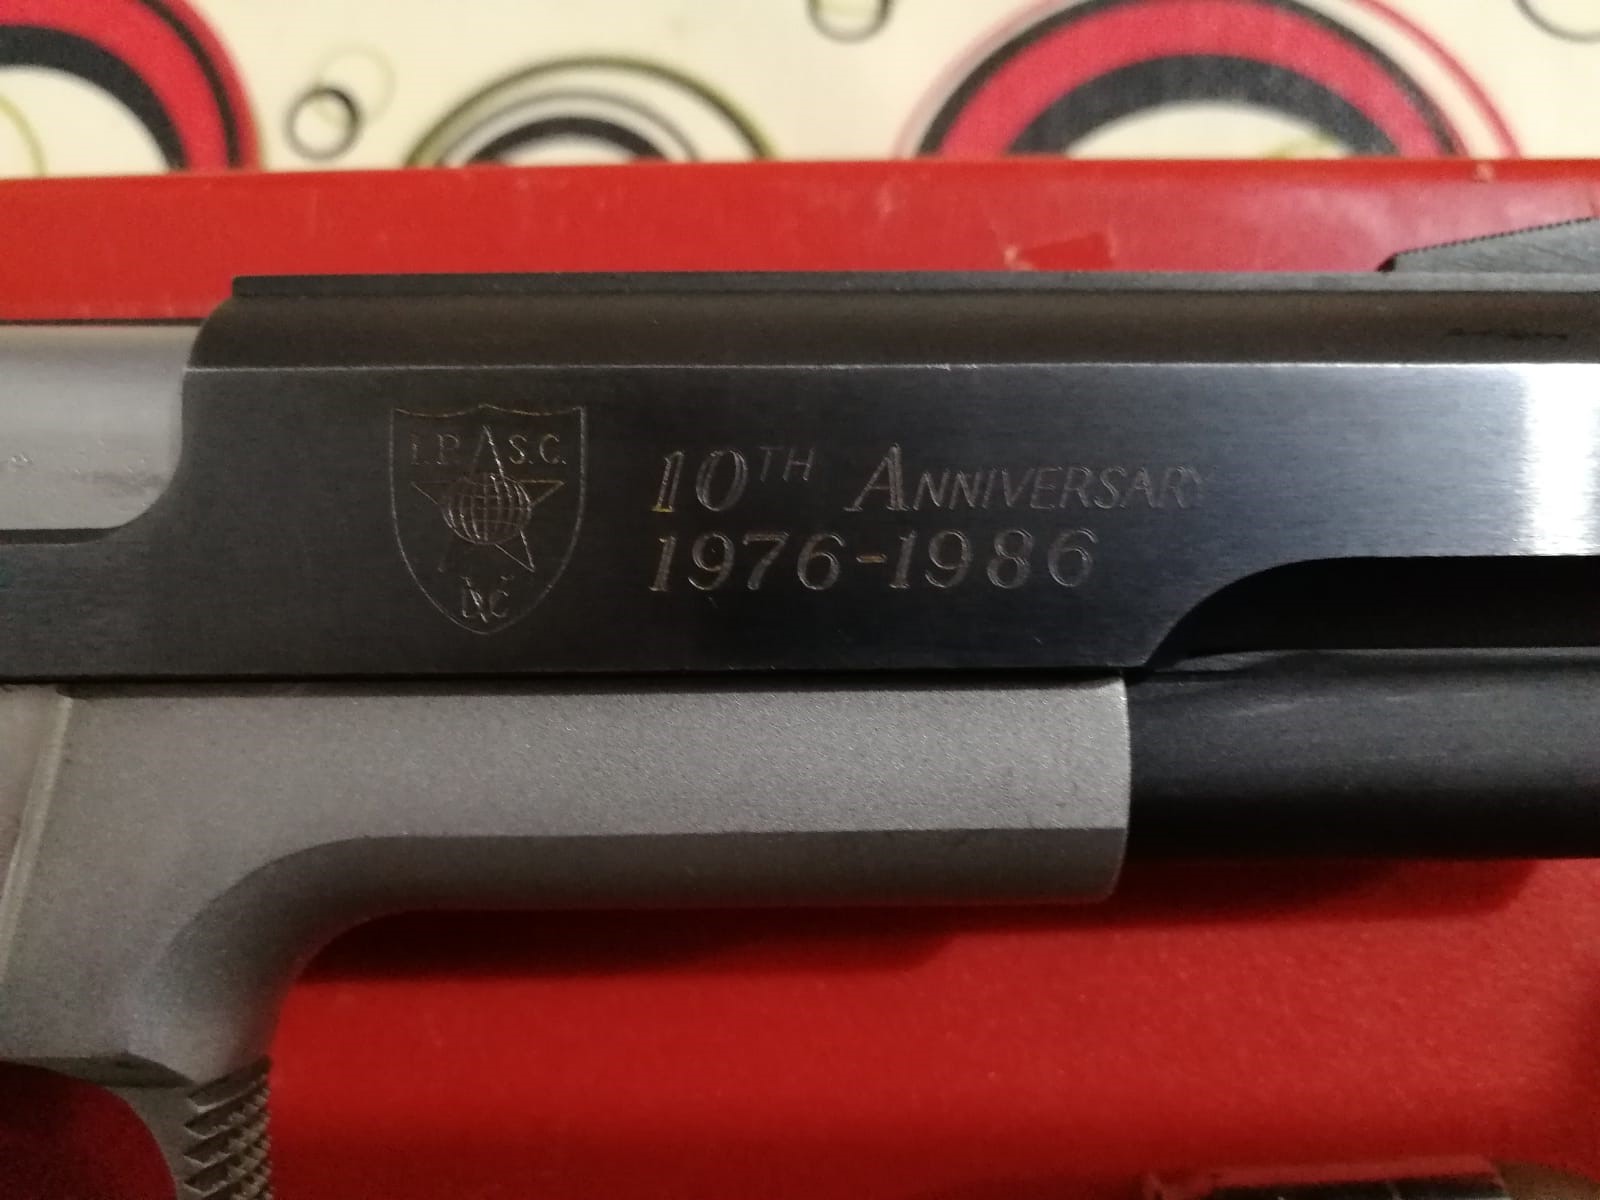 I.P.S.C.
INC
10TH ANNIVERSARY
1976-1986